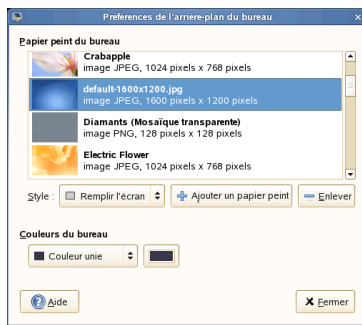 Préférences de l'arrière-plan du bureau
Papier peint du bureau
Crabapple
image JPEG, 1024 pixels x 768 pixels
default-1600x1200.jpg
image JPEG, 1600 pixels x 1200 pixels
Diamants (Mosaïque transparente)
image PNG, 128 pixels x 128 pixels
Electric Flower
image JPEG, 1024 pixels x 768 pixels
Style : Remplir l'écran Ajouter un papier peint Enlever
Couleurs du bureau
Couleur unie
Aide Fermer